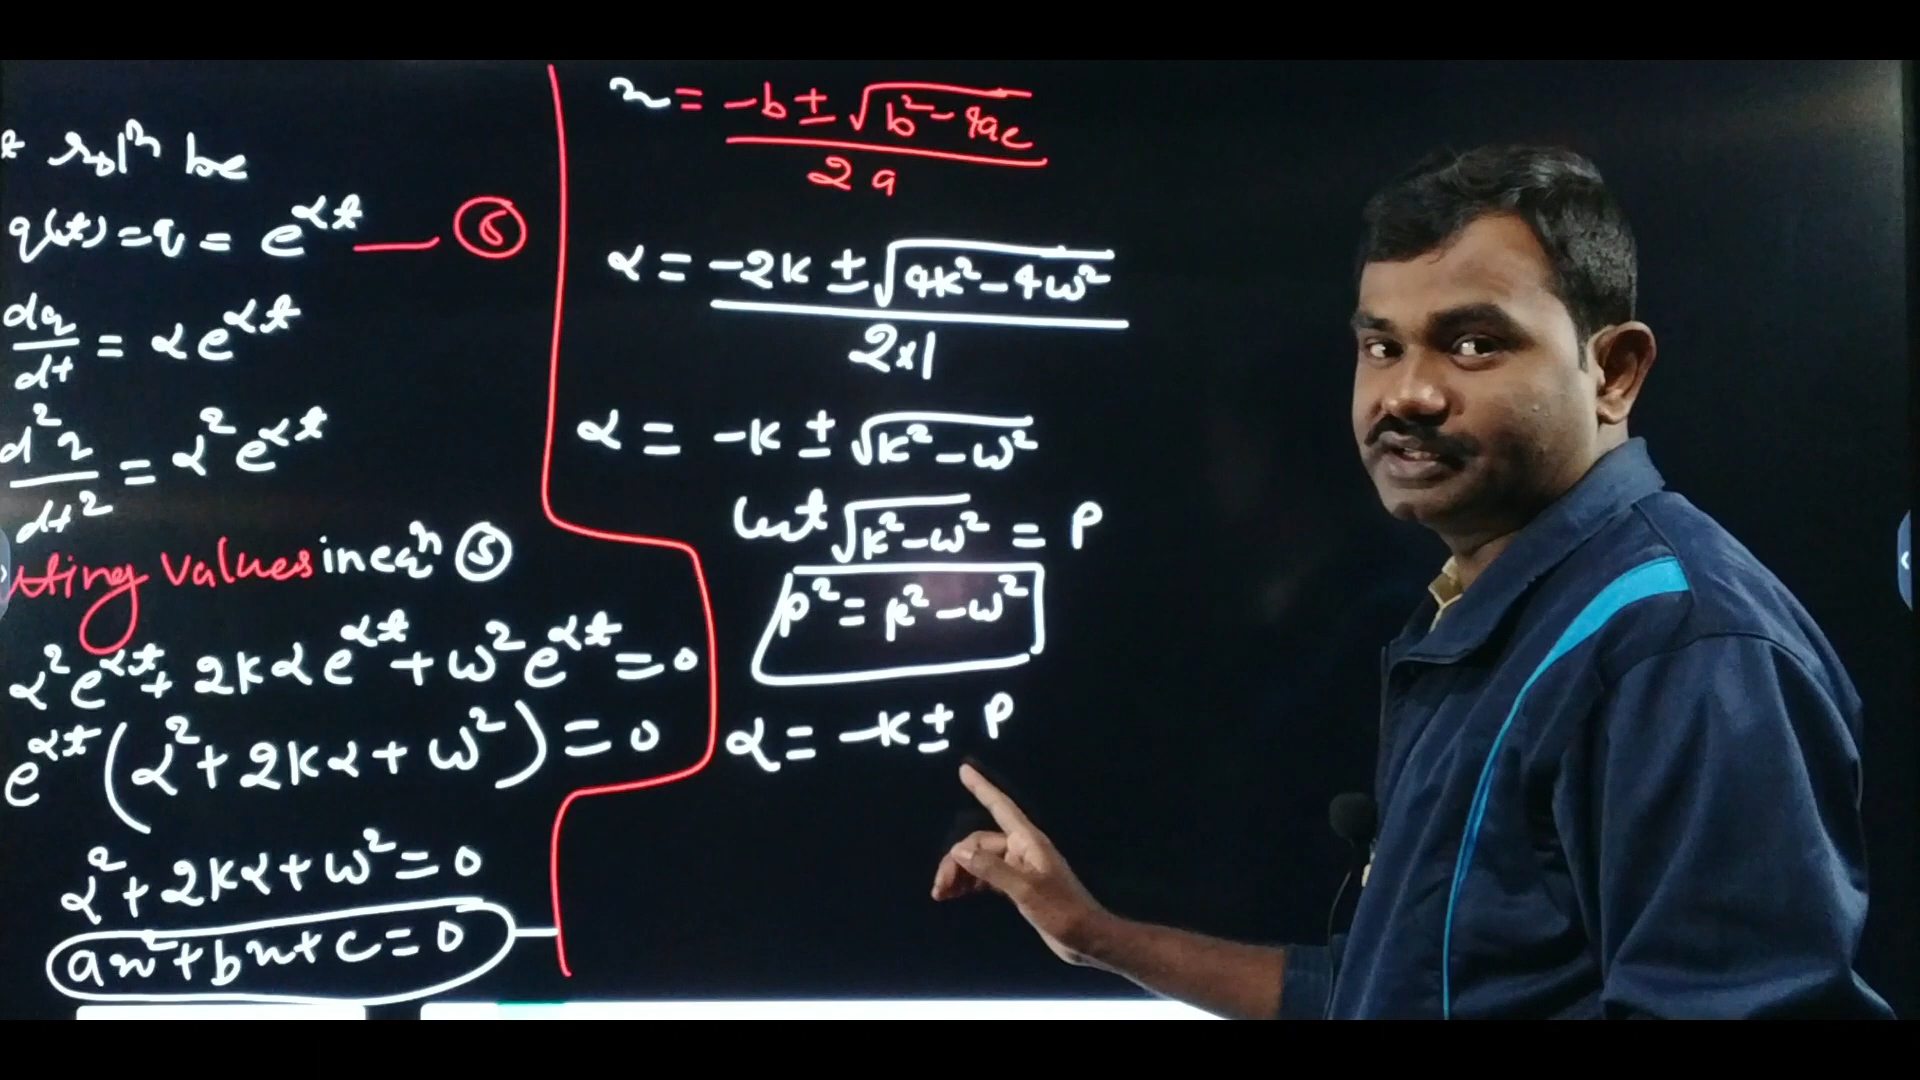 solⁿ be
q(t) = q = e^αt — ⑥
dq/dt = αe^αt
d²q/dt² = α²e^αt
values in eqⁿ ⑤
α²e^αt + 2kαe^αt + ω²e^αt = 0
e^αt (α² + 2kα + ω²) = 0
α² + 2kα + ω² = 0
ax² + bx + c = 0
x = -b ± √b² - 4ac / 2a
α = -2k ± √4k² - 4ω² / 2×1
α = -k ± √k² - ω²
let √k² - ω² = p
p² = k² - ω²
α = -k ± p